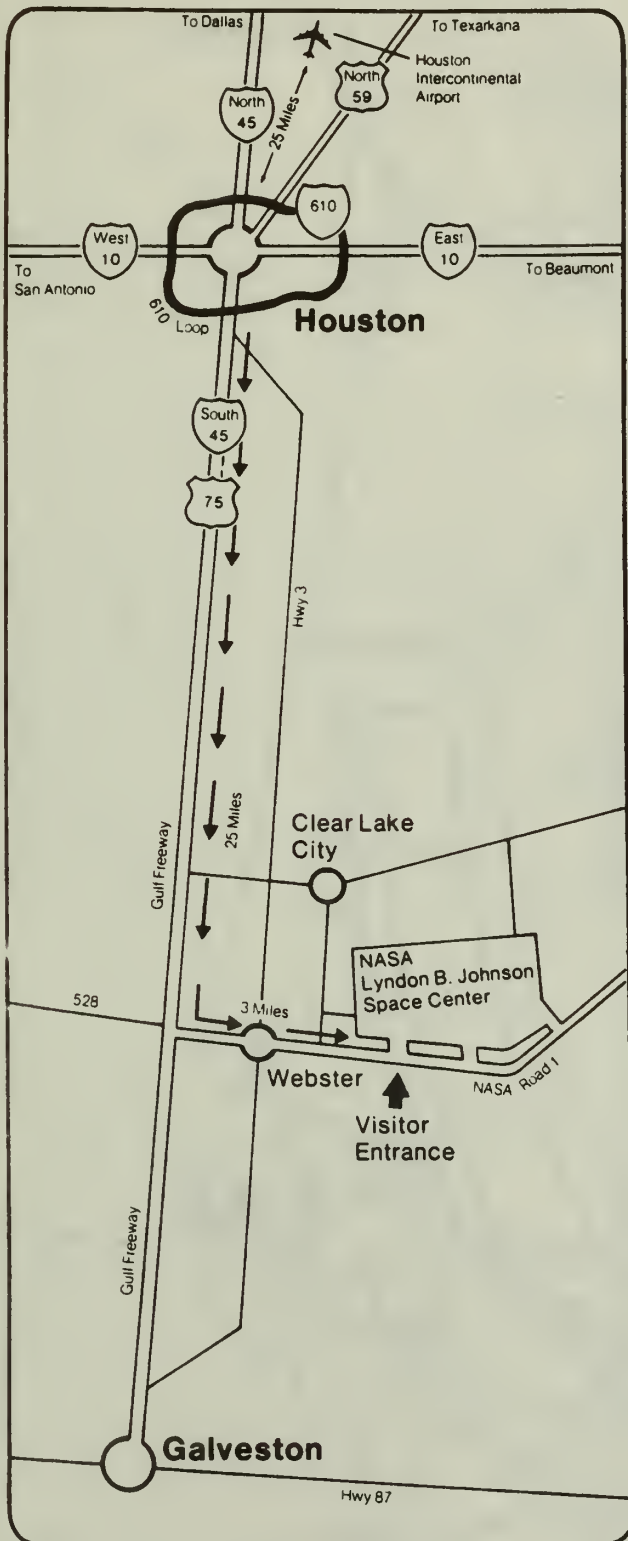 To Dallas
To Texarkana
Houston
Intercontinental
Airport
North
59
North
45
25 Miles
610
West
10
East
10
To
San Antonio
To Beaumont
610 Loop
Houston
South
45
75
Hwy 3
25 Miles
Gulf Freeway
Clear Lake
City
NASA
Lyndon B. Johnson
Space Center
528
3 Miles
Webster
NASA Road 1
Visitor
Entrance
Gulf Freeway
Galveston
Hwy 87